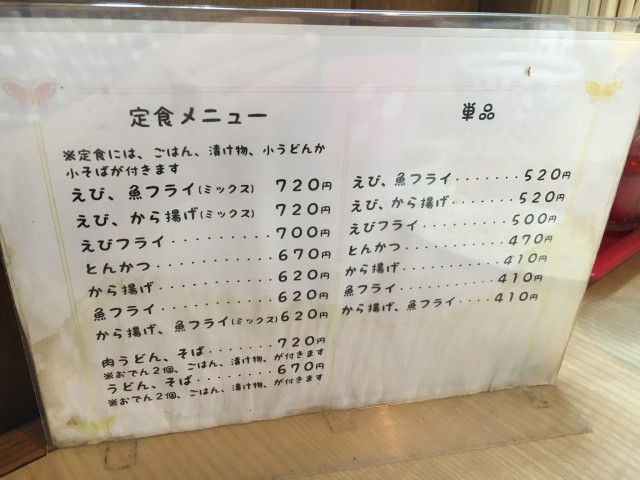 定食メニュー
※定食には、ごはん、漬け物、小うどんか
小そばが付きます
えび、魚フライ(ミックス) 720円
えび、から揚げ(ミックス) 720円
えびフライ・・・・・・・・・・700円
とんかつ・・・・・・・・・・・670円
から揚げ・・・・・・・・・・・620円
魚フライ・・・・・・・・・・・620円
から揚げ、魚フライ(ミックス)620円
肉うどん、そば・・・・・・・・720円
※おでん2個、ごはん、漬け物、が付きます
うどん、そば・・・・・・・・・670円
※おでん2個、ごはん、漬け物、が付きます
単品
えび、魚フライ・・・・・・・520円
えび、から揚げ・・・・・・・520円
えびフライ・・・・・・・・・500円
とんかつ・・・・・・・・・・470円
から揚げ・・・・・・・・・・410円
魚フライ・・・・・・・・・・410円
から揚げ、魚フライ・・・・・410円